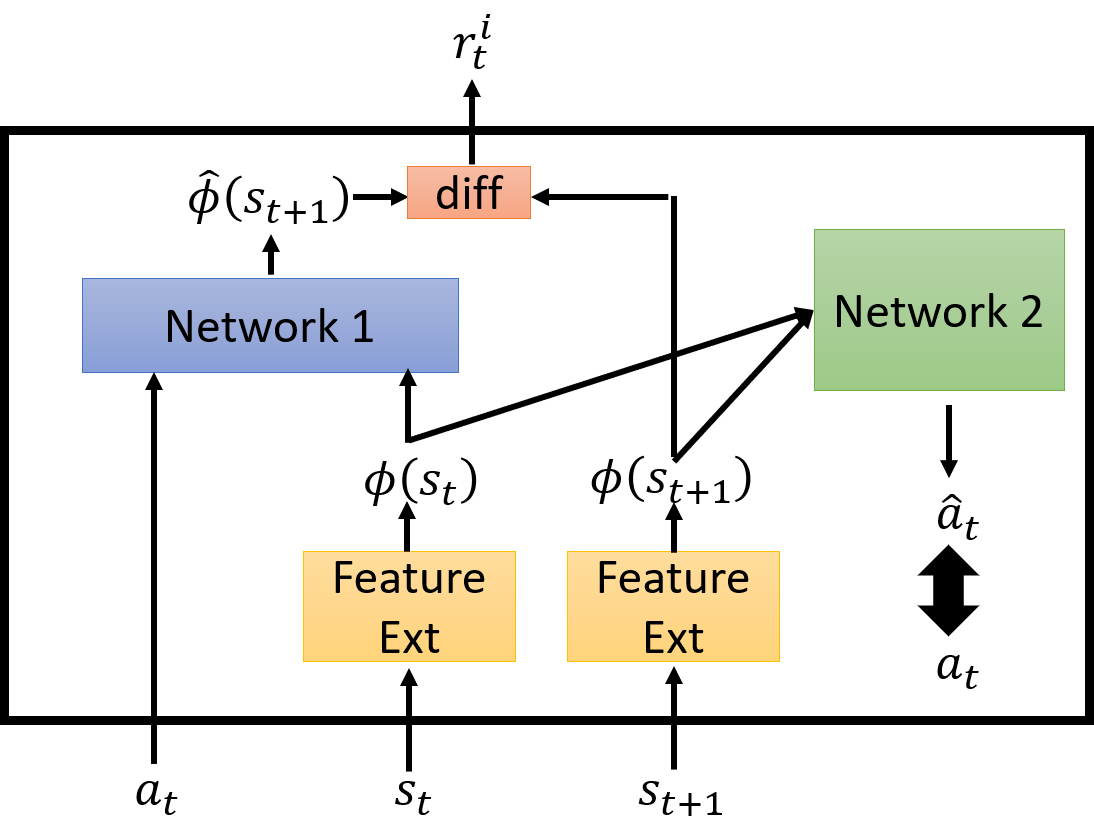 $r_t^i$
$\hat{\phi}(s_{t+1})$
diff
Network 1
Network 2
$\phi(s_t)$
$\phi(s_{t+1})$
$\hat{a}_t$
Feature
Ext
Feature
Ext
$a_t$
$a_t$
$s_t$
$s_{t+1}$